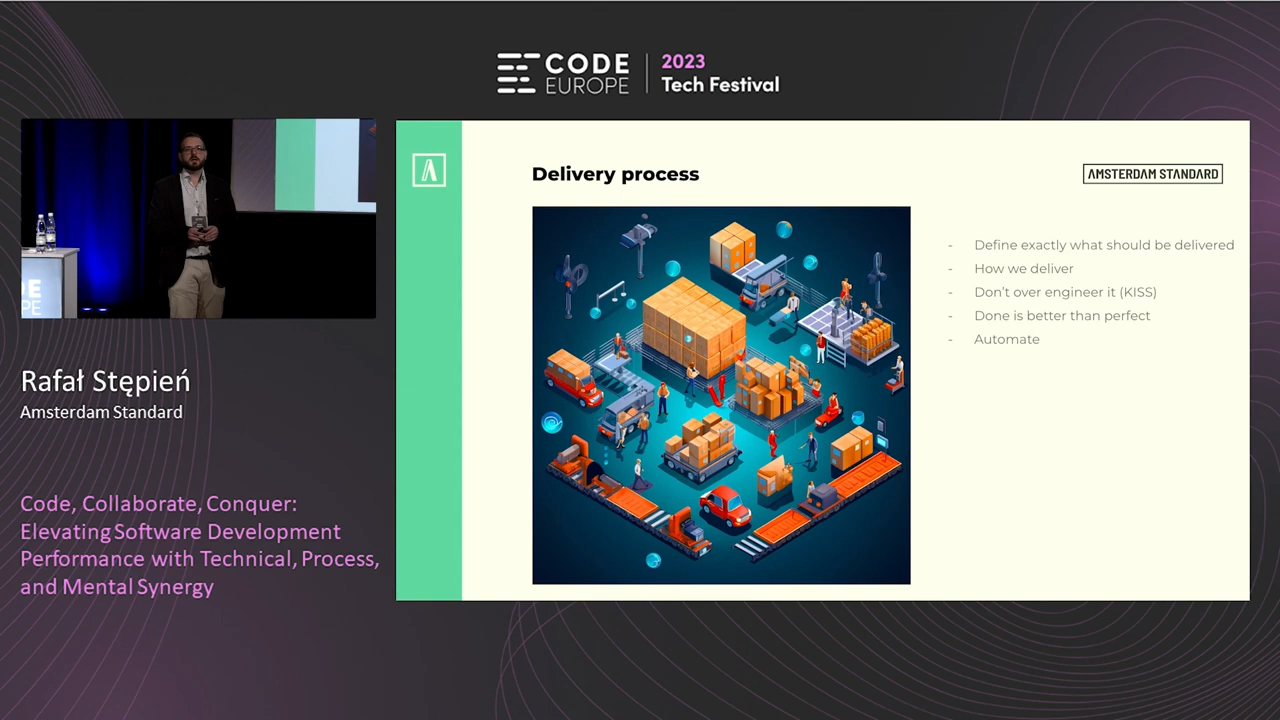 CODE
EUROPE
2023
Tech Festival
Delivery process
AMSTERDAM STANDARD
- Define exactly what should be delivered
- How we deliver
- Don't over engineer it (KISS)
- Done is better than perfect
- Automate
Rafał Stępień
Amsterdam Standard
Code, Collaborate, Conquer:
Elevating Software Development
Performance with Technical, Process,
and Mental Synergy